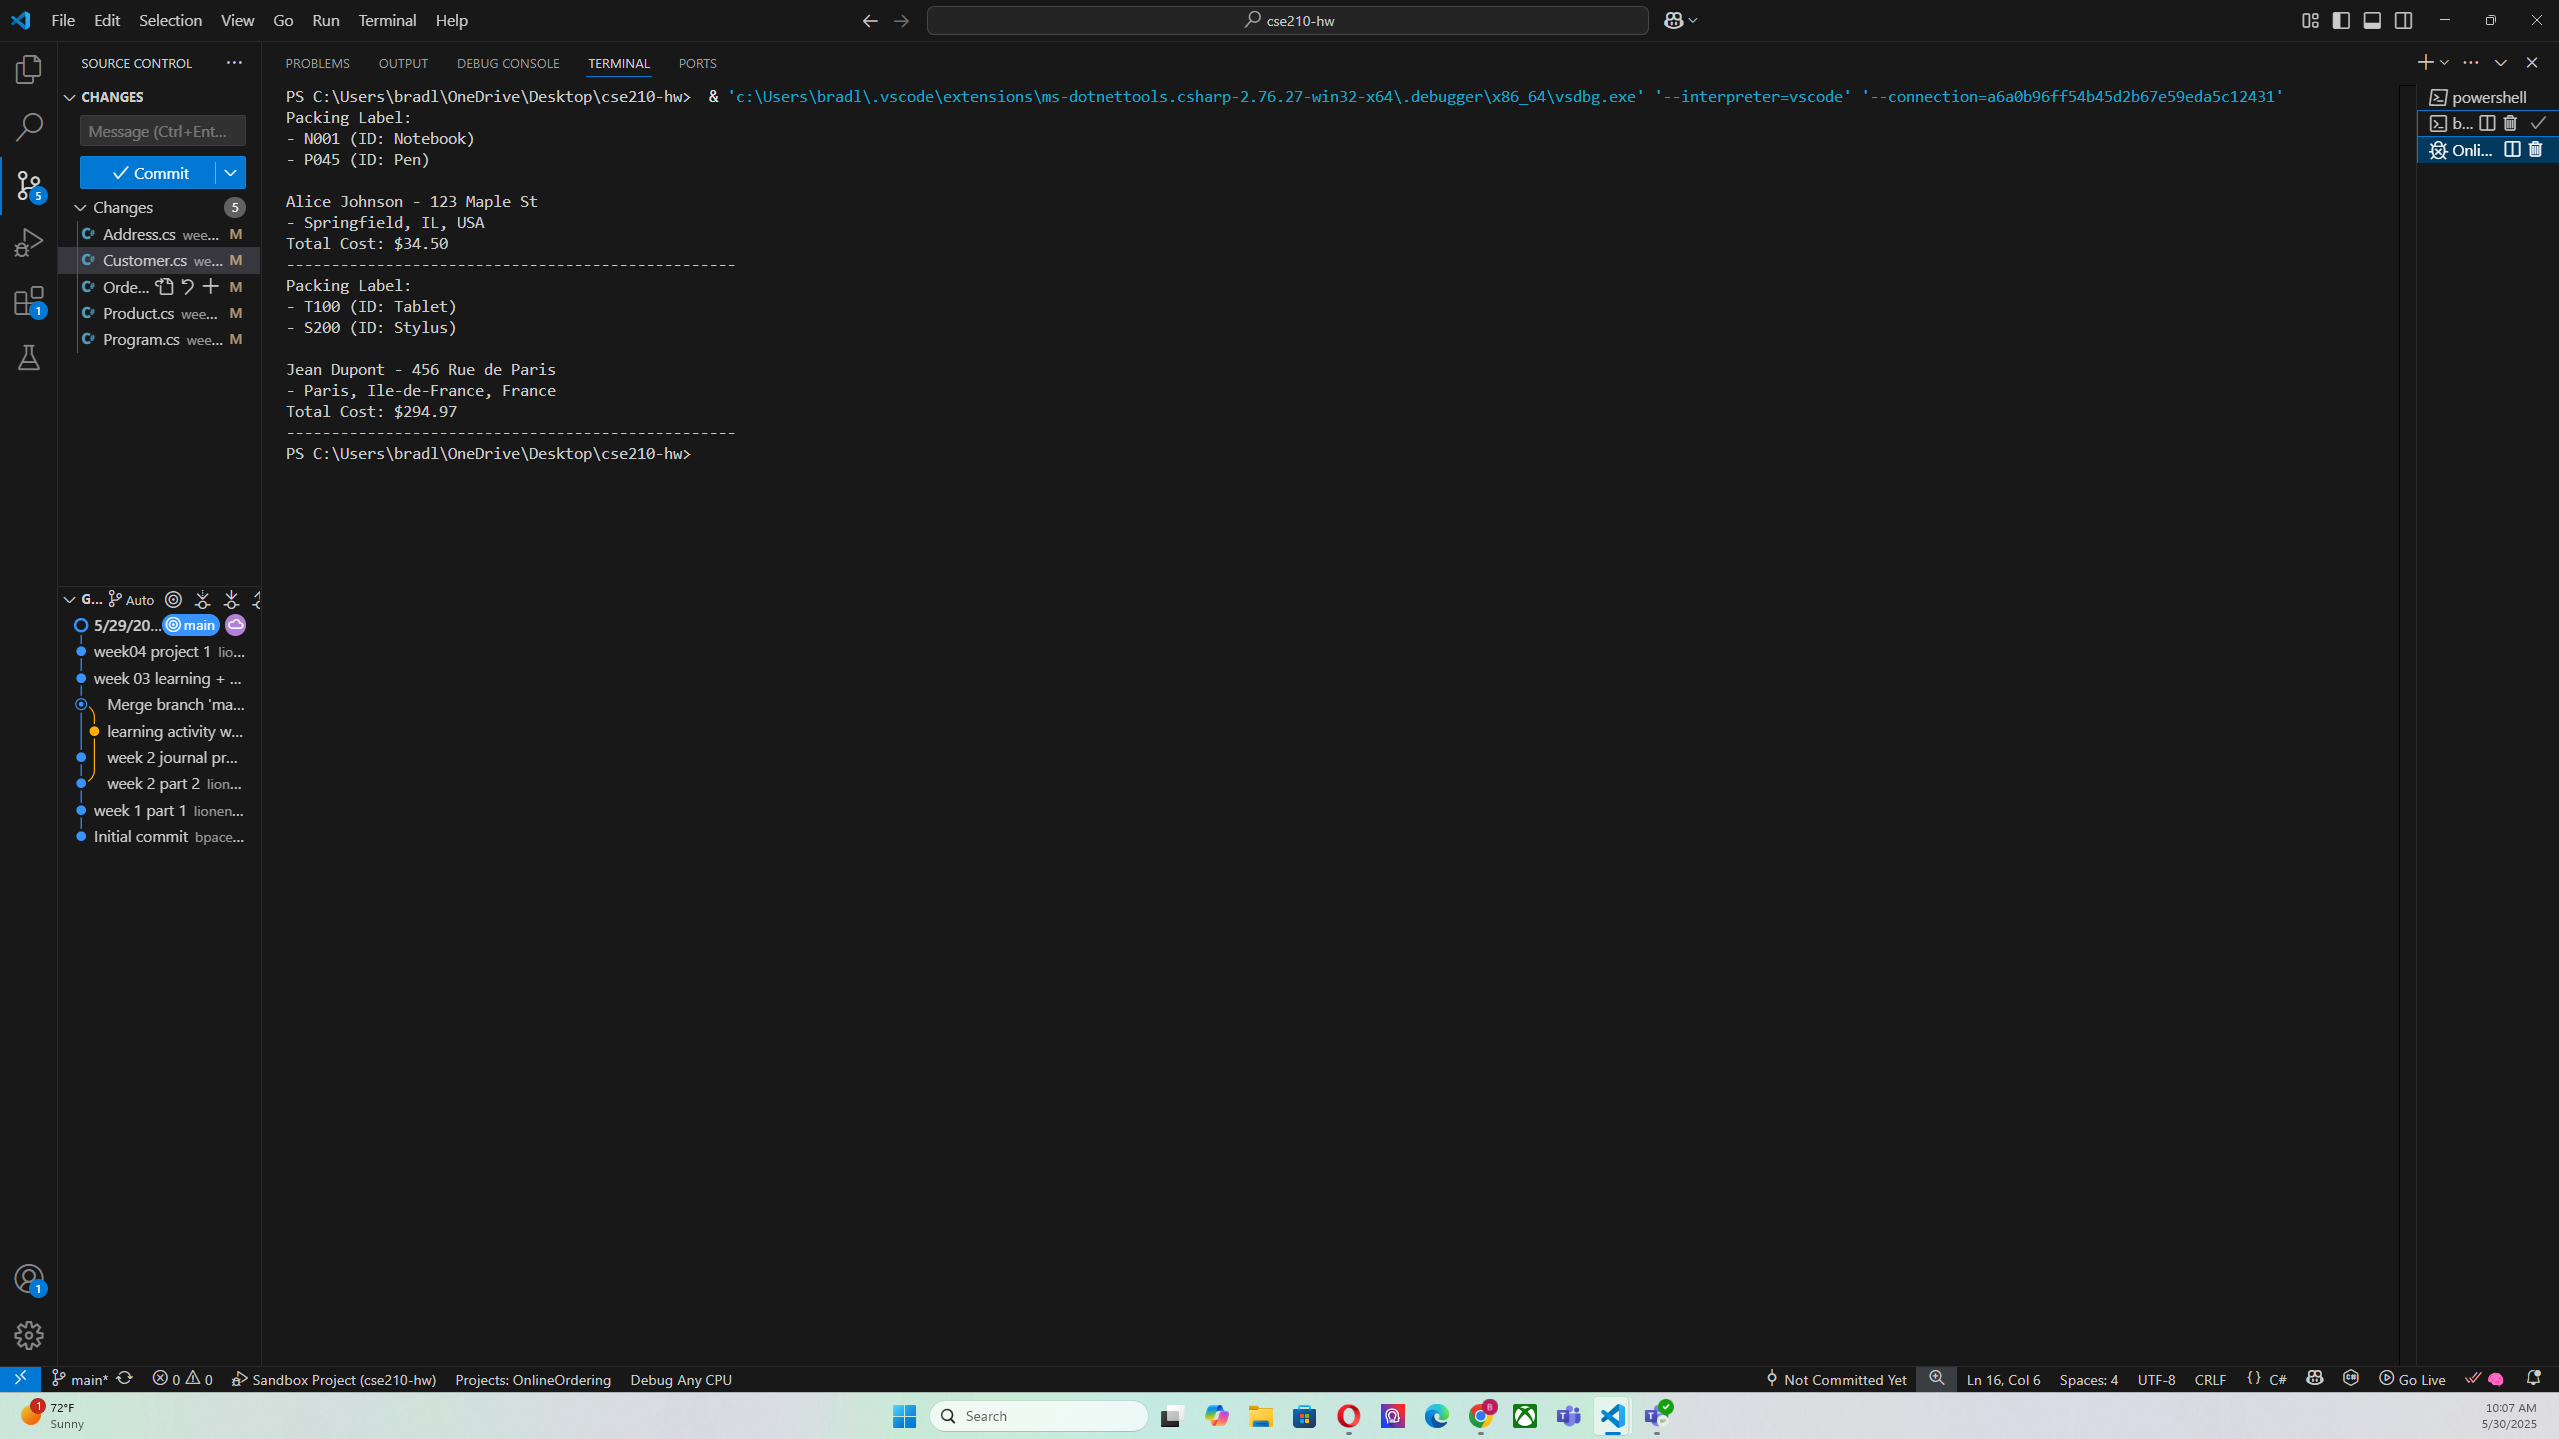 File Edit Selection View Go Run Terminal Help
cse210-hw
SOURCE CONTROL
CHANGES
Message (Ctrl+Ent...
Commit
Changes 5
Address.cs wee... M
Customer.cs we... M
Orde... M
Product.cs wee... M
Program.cs wee... M
5
1
G... Auto
5/29/20... main
week04 project 1 lio...
week 03 learning + ...
Merge branch 'ma...
learning activity w...
week 2 journal pr...
week 2 part 2 lion...
week 1 part 1 lionen...
Initial commit bpace...
1
PROBLEMS OUTPUT DEBUG CONSOLE TERMINAL PORTS
PS C:\Users\bradl\OneDrive\Desktop\cse210-hw>  & 'c:\Users\bradl\.vscode\extensions\ms-dotnettools.csharp-2.76.27-win32-x64\.debugger\x86_64\vsdbg.exe' '--interpreter=vscode' '--connection=a6a0b96ff54b45d2b67e59eda5c12431'
Packing Label:
- N001 (ID: Notebook)
- P045 (ID: Pen)
Alice Johnson - 123 Maple St
- Springfield, IL, USA
Total Cost: $34.50
--------------------------------------------------
Packing Label:
- T100 (ID: Tablet)
- S200 (ID: Stylus)
Jean Dupont - 456 Rue de Paris
- Paris, Ile-de-France, France
Total Cost: $294.97
--------------------------------------------------
PS C:\Users\bradl\OneDrive\Desktop\cse210-hw>
powershell
b...
Onli...
main* 0 0 Sandbox Project (cse210-hw) Projects: OnlineOrdering Debug Any CPU
Not Committed Yet Ln 16, Col 6 Spaces: 4 UTF-8 CRLF {} C# Go Live
1
72°F
Sunny
Search
B
10:07 AM
5/30/2025